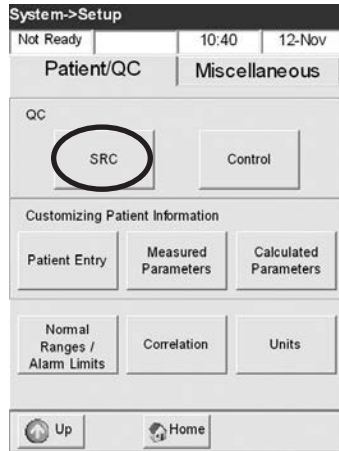 System->Setup
Not Ready 10:40 12-Nov
Patient/QC Miscellaneous
QC
SRC Control
Customizing Patient Information
Patient Entry Measured Parameters Calculated Parameters
Normal Ranges / Alarm Limits Correlation Units
Up Home